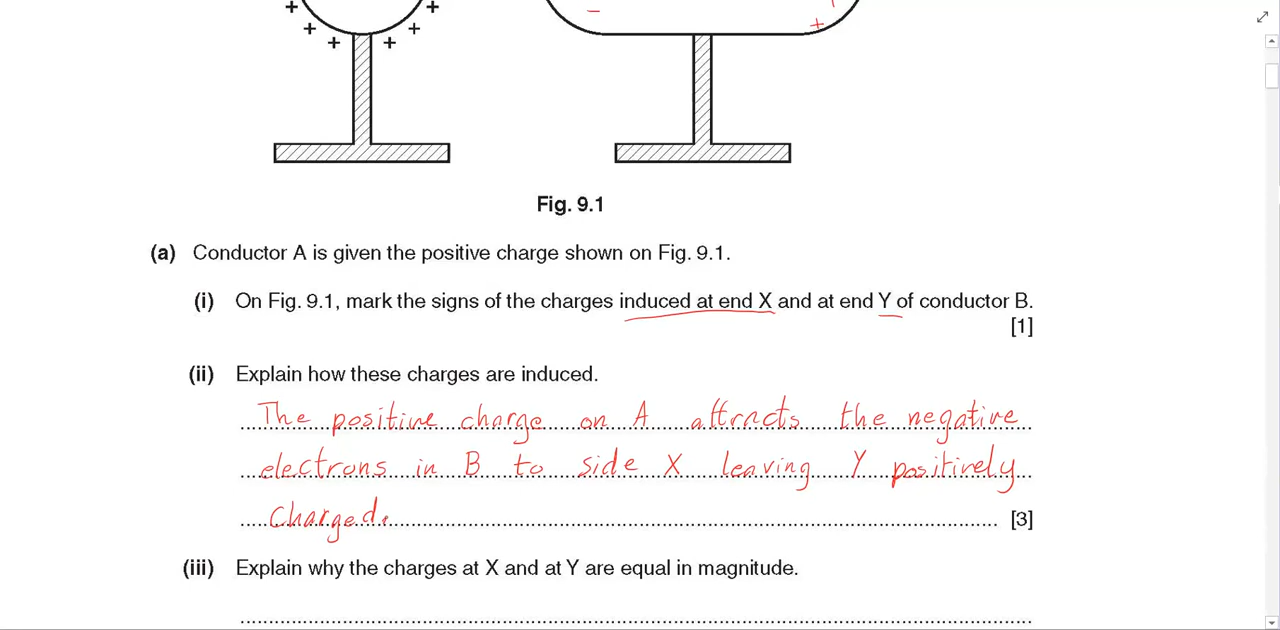 + +
+ +
+ +
− +
Fig. 9.1
(a) Conductor A is given the positive charge shown on Fig. 9.1.
(i) On Fig. 9.1, mark the signs of the charges induced at end X and at end Y of conductor B.
[1]
(ii) Explain how these charges are induced.
The positive charge on A attracts the negative
electrons in B to side X leaving Y positively
charged. [3]
(iii) Explain why the charges at X and at Y are equal in magnitude.